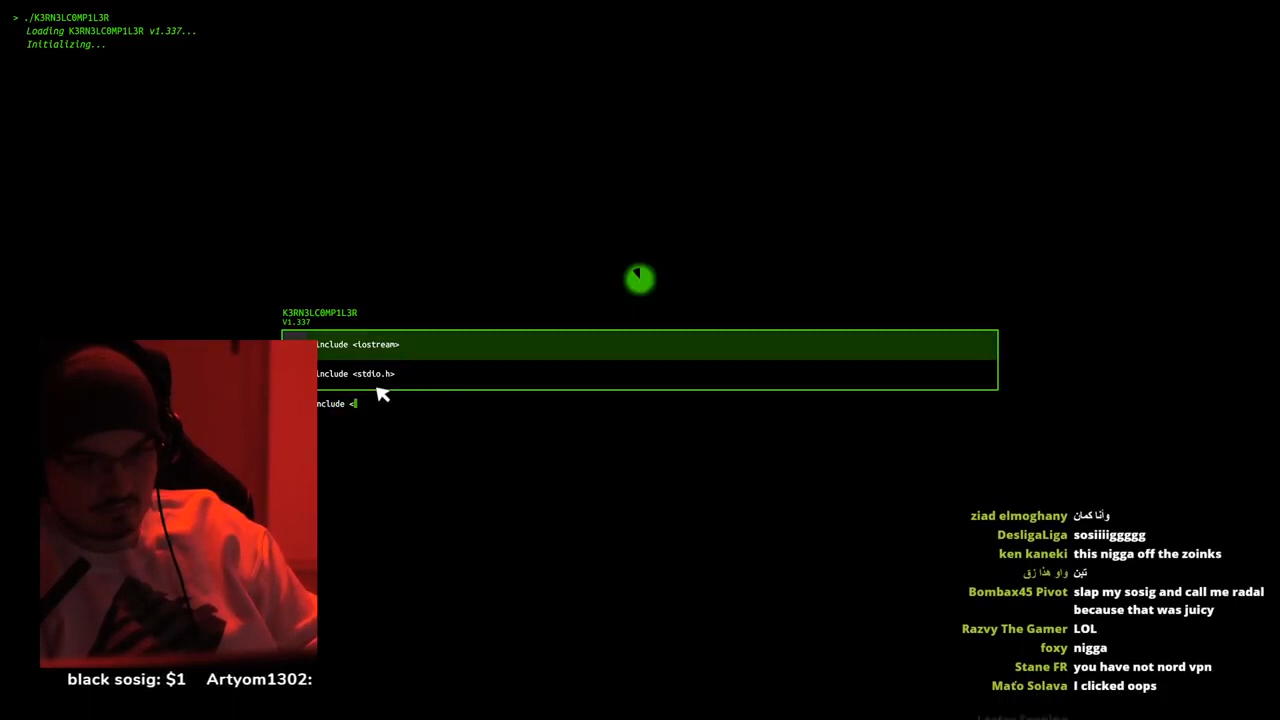 > ./K3RN3LC0MP1L3R
Loading K3RN3LC0MP1L3R v1.337...
Initializing...
K3RN3LC0MP1L3R
V1.337
include <iostream>
include <stdio.h>
nclude <
ziad elmoghany وأنا كمان
DesligaLiga sosiiiiggggg
ken kaneki this nigga off the zoinks
واو هذا زق تبن
Bombax45 Pivot slap my sosig and call me radal
because that was juicy
Razvy The Gamer LOL
foxy nigga
Stane FR you have not nord vpn
Maťo Solava I clicked oops
black sosig: $1 Artyom1302: